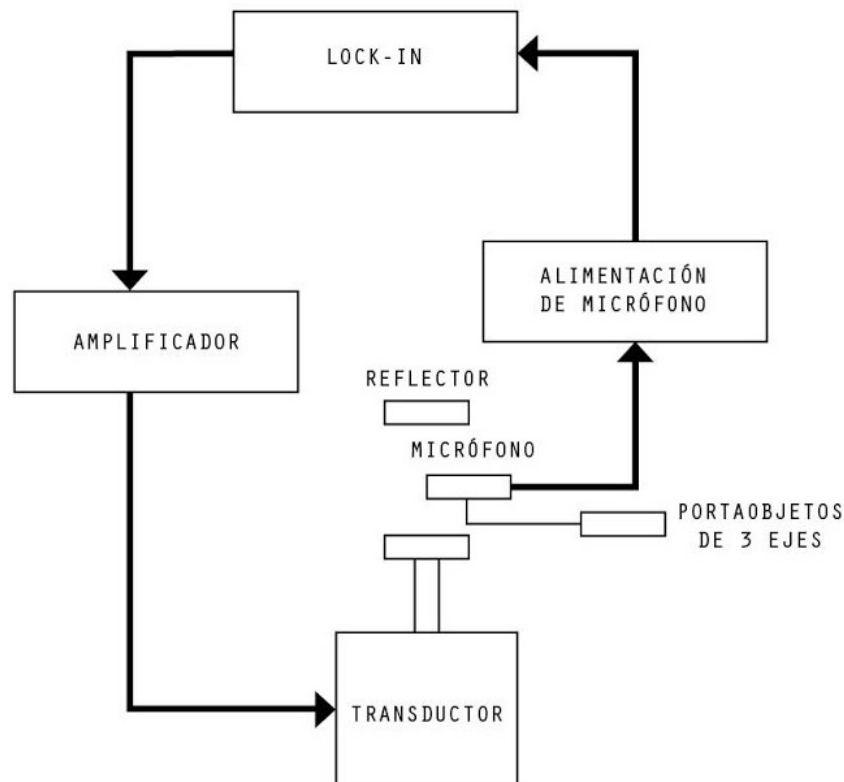 LOCK-IN
ALIMENTACIÓN
DE MICRÓFONO
AMPLIFICADOR
REFLECTOR
MICRÓFONO
PORTAOBJETOS
DE 3 EJES
TRANSDUCTOR